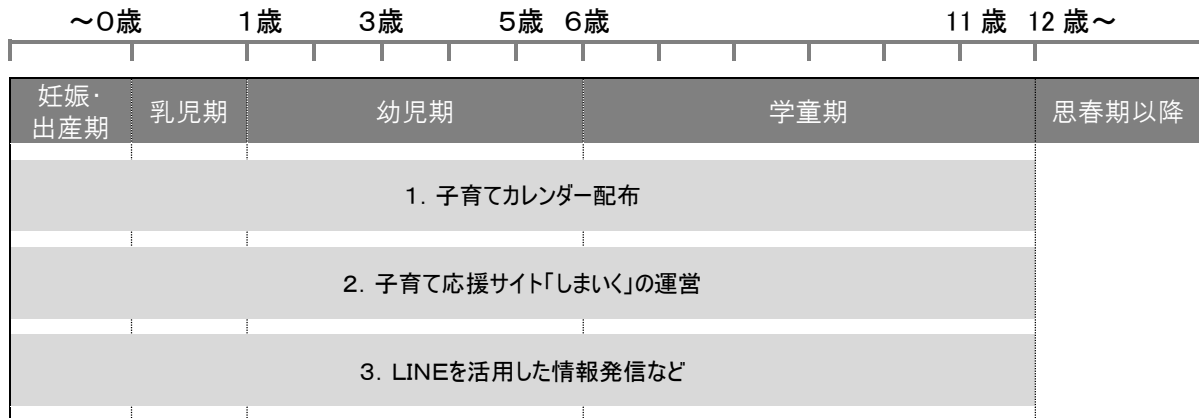 ～０歳 １歳 ３歳 ５歳 ６歳 11 歳 12 歳～
妊娠・
出産期
乳児期
幼児期
学童期
思春期以降
１．子育てカレンダー配布
２．子育て応援サイト「しまいく」の運営
３．ＬＩＮＥを活用した情報発信など